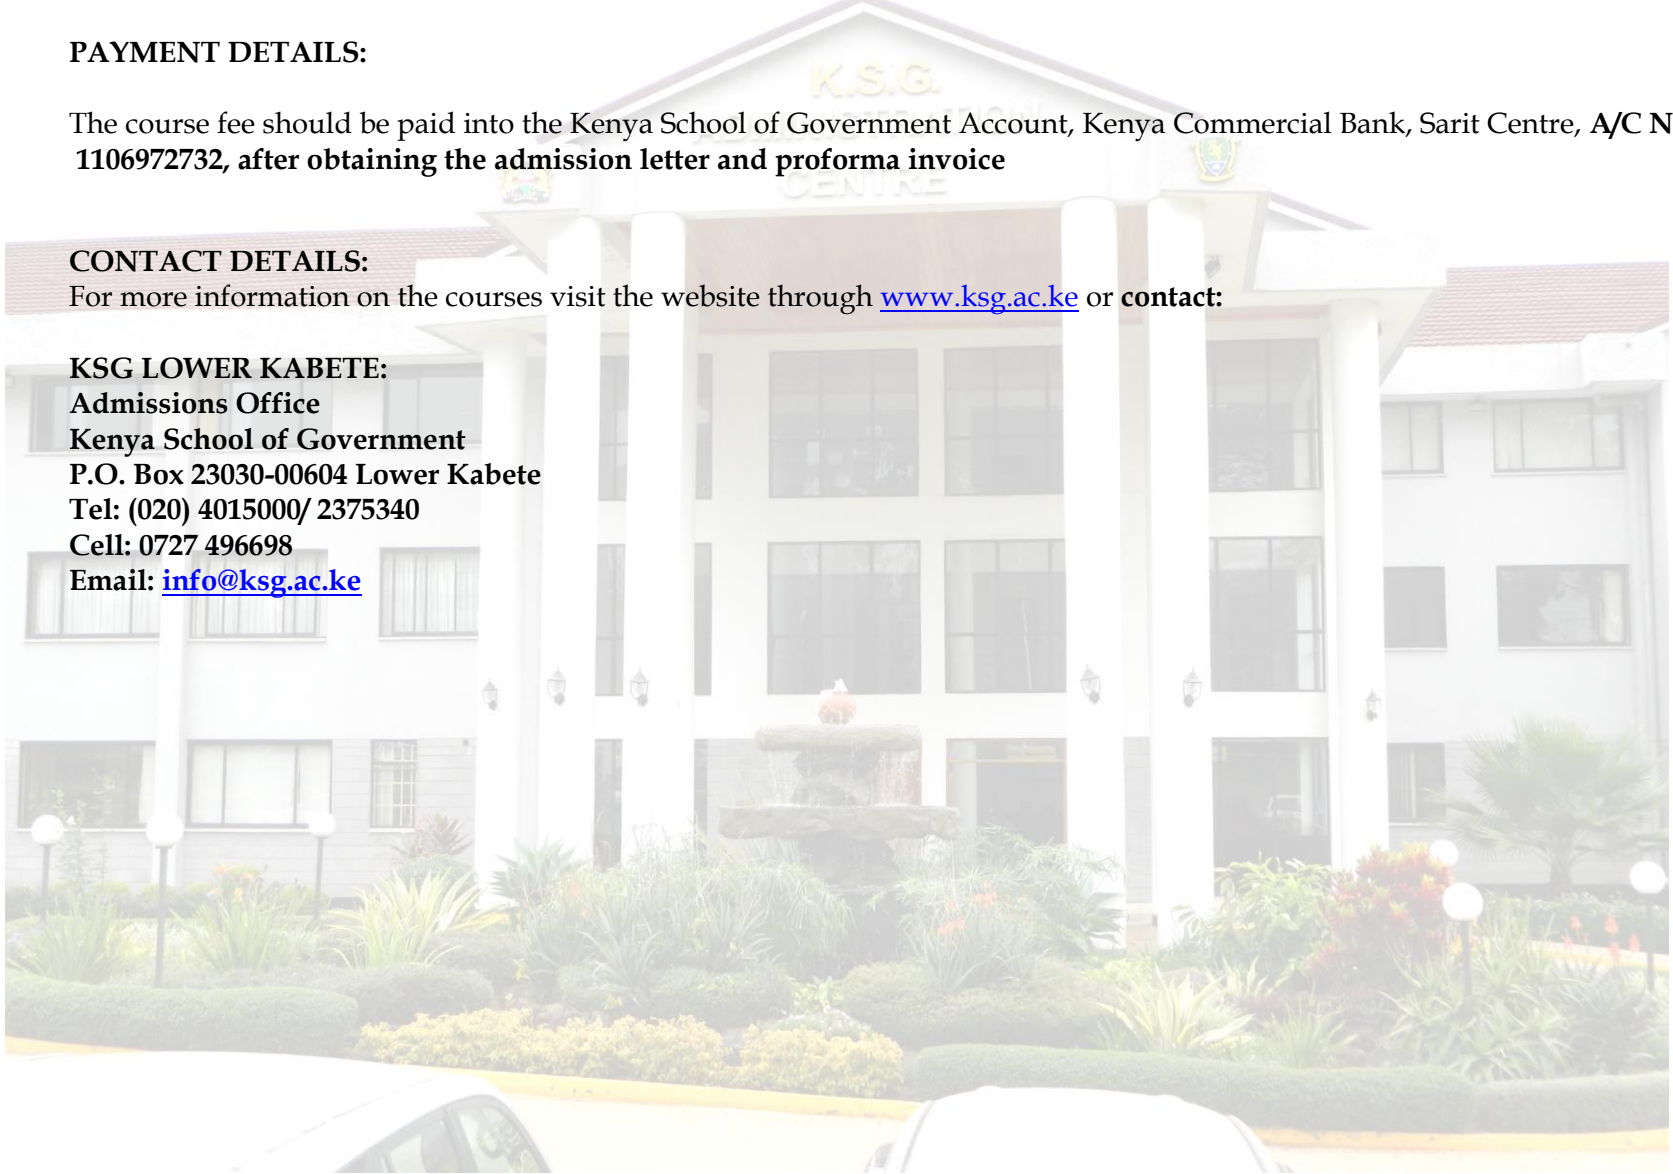 K.S.G.
ADMINISTRATION
CENTRE
PAYMENT DETAILS:
The course fee should be paid into the Kenya School of Government Account, Kenya Commercial Bank, Sarit Centre, A/C N
1106972732, after obtaining the admission letter and proforma invoice
CONTACT DETAILS:
For more information on the courses visit the website through www.ksg.ac.ke or contact:
KSG LOWER KABETE:
Admissions Office
Kenya School of Government
P.O. Box 23030-00604 Lower Kabete
Tel: (020) 4015000/ 2375340
Cell: 0727 496698
Email: info@ksg.ac.ke